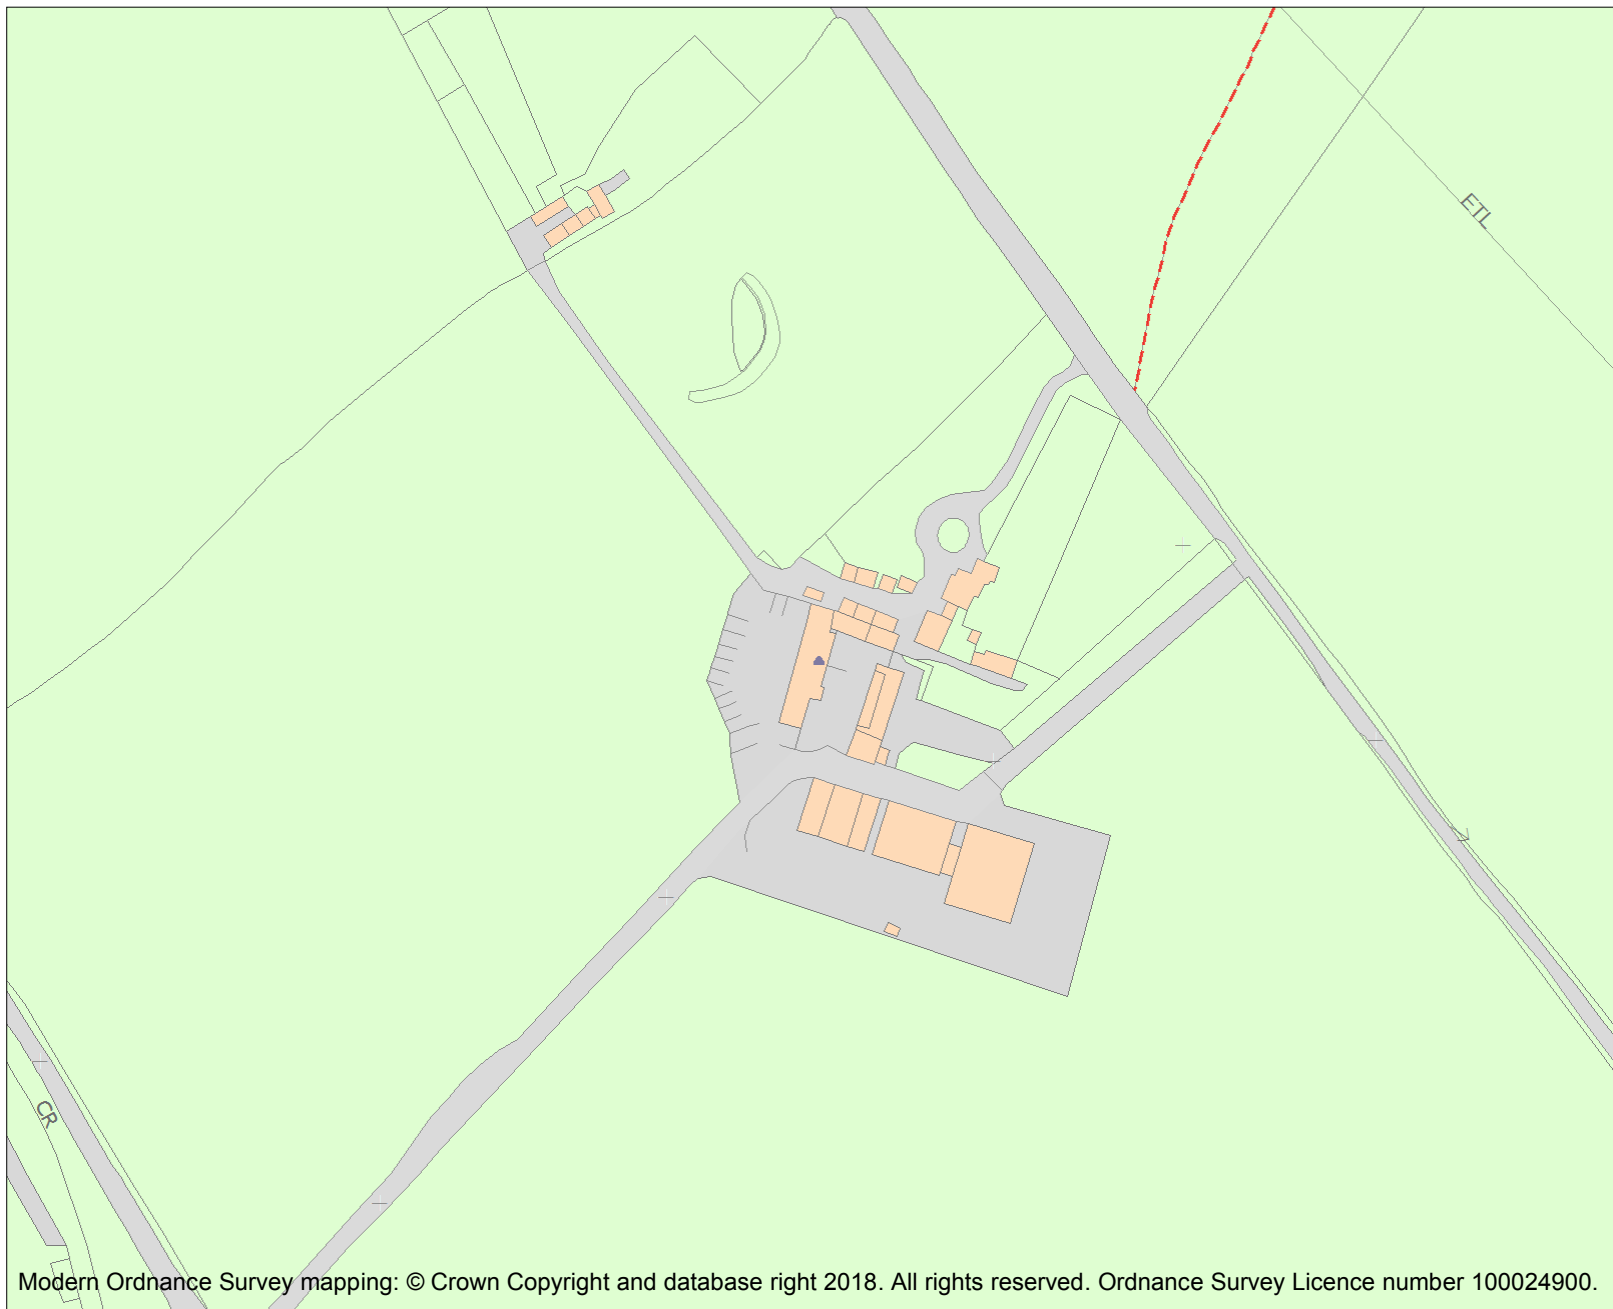 ETL
CR
Modern Ordnance Survey mapping: © Crown Copyright and database right 2018. All rights reserved. Ordnance Survey Licence number 100024900.